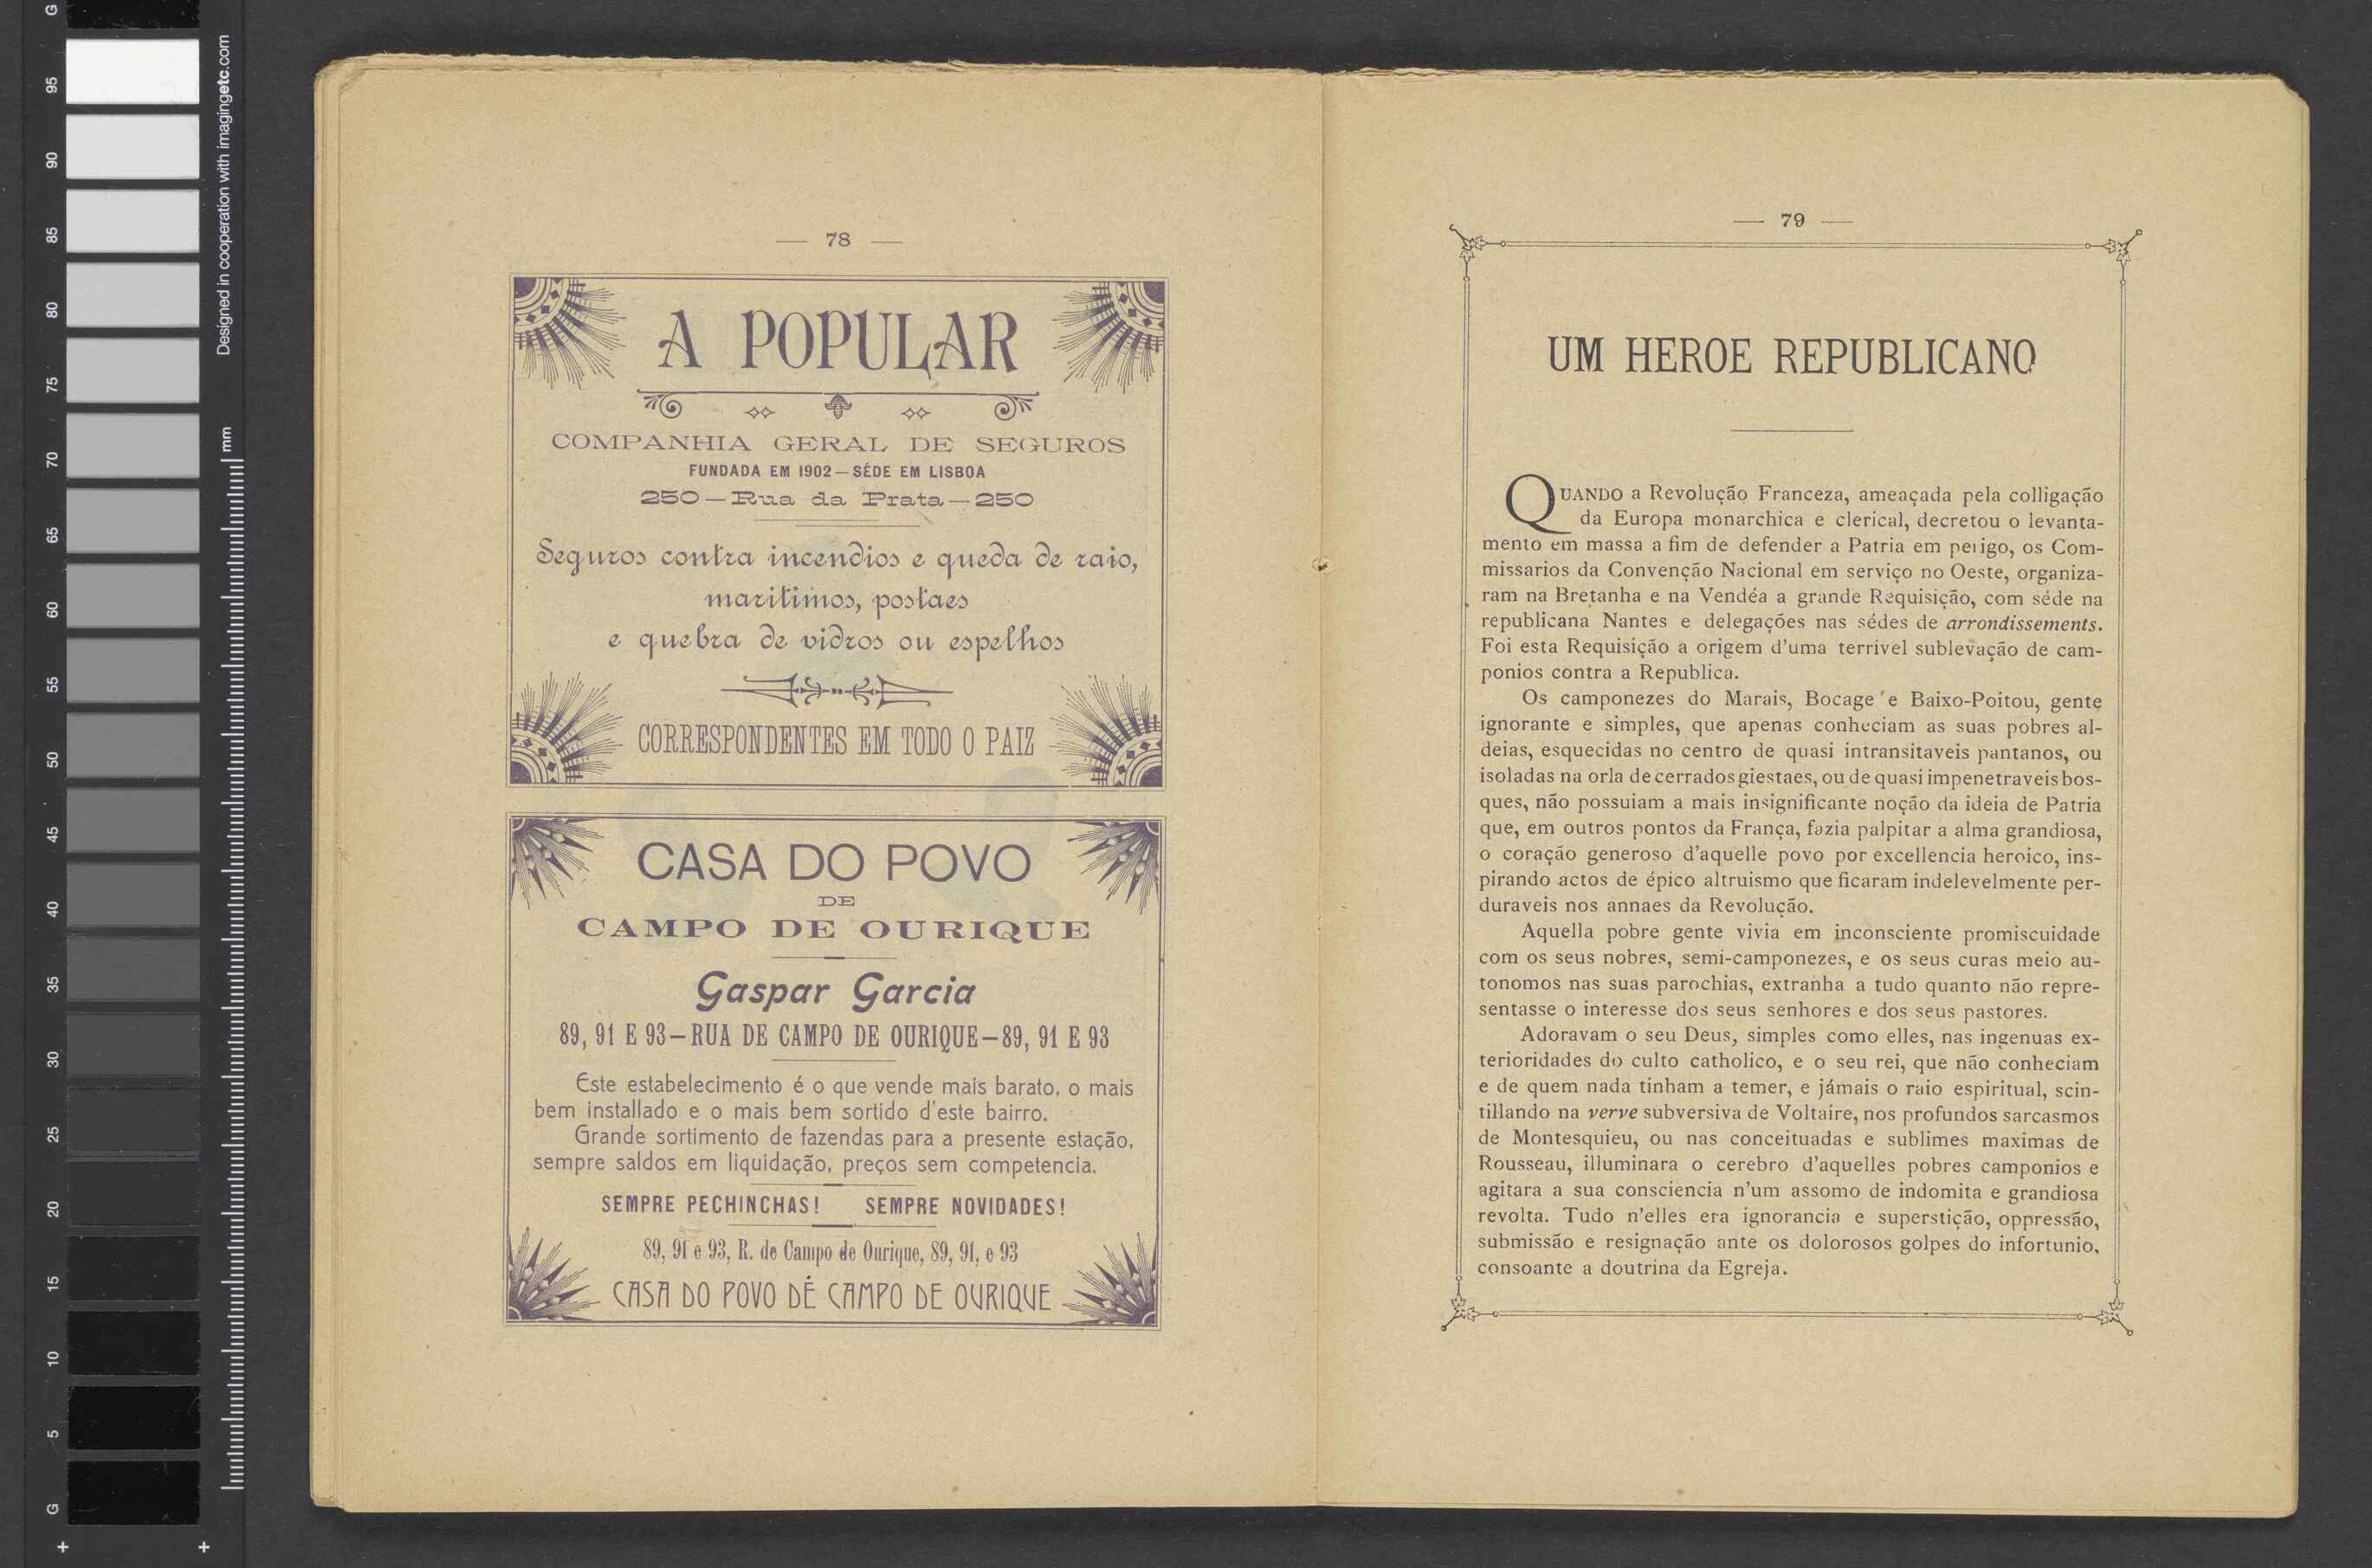 — 78 —
A POPULAR
COMPANHIA GERAL DE SEGUROS
FUNDADA EM 1902—SÉDE EM LISBOA
250—Rua da Prata—250
Seguros contra incendios e queda de raio,
maritimos, postaes
e quebra de vidros ou espelhos
CORRESPONDENTES EM TODO O PAIZ
CASA DO POVO
DE
CAMPO DE OURIQUE
Gaspar Garcia
89, 91 E 93—RUA DE CAMPO DE OURIQUE—89, 91 E 93
Este estabelecimento é o que vende mais barato, o mais
bem installado e o mais bem sortido d'este bairro.
Grande sortimento de fazendas para a presente estação,
sempre saldos em liquidação, preços sem competencia.
SEMPRE PECHINCHAS! SEMPRE NOVIDADES!
89, 91 e 93, R. de Campo de Ourique, 89, 91, e 93
CASA DO POVO DE CAMPO DE OURIQUE
— 79 —
UM HEROE REPUBLICANO
QUANDO a Revolução Franceza, ameaçada pela colligação
da Europa monarchica e clerical, decretou o levanta-
mento em massa a fim de defender a Patria em perigo, os Com-
missarios da Convenção Nacional em serviço no Oeste, organiza-
ram na Bretanha e na Vendéa a grande Requisição, com séde na
republicana Nantes e delegações nas sédes de arrondissements.
Foi esta Requisição a origem d'uma terrivel sublevação de cam-
ponios contra a Republica.
Os camponezes do Marais, Bocage e Baixo-Poitou, gente
ignorante e simples, que apenas conheciam as suas pobres al-
deias, esquecidas no centro de quasi intransitaveis pantanos, ou
isoladas na orla de cerrados giestaes, ou de quasi impenetraveis bos-
ques, não possuiam a mais insignificante noção da ideia de Patria
que, em outros pontos da França, fazia palpitar a alma grandiosa,
o coração generoso d'aquelle povo por excellencia heroico, ins-
pirando actos de épico altruismo que ficaram indelevelmente per-
duraveis nos annaes da Revolução.
Aquella pobre gente vivia em inconsciente promiscuidade
com os seus nobres, semi-camponezes, e os seus curas meio au-
tonomos nas suas parochias, extranha a tudo quanto não repre-
sentasse o interesse dos seus senhores e dos seus pastores.
Adoravam o seu Deus, simples como elles, nas ingenuas ex-
terioridades do culto catholico, e o seu rei, que não conheciam
e de quem nada tinham a temer, e jámais o raio espiritual, scin-
tillando na verve subversiva de Voltaire, nos profundos sarcasmos
de Montesquieu, ou nas conceituadas e sublimes maximas de
Rousseau, illuminara o cerebro d'aquelles pobres camponios e
agitara a sua consciencia n'um assomo de indomita e grandiosa
revolta. Tudo n'elles era ignorancia e superstição, oppressão,
submissão e resignação ante os dolorosos golpes do infortunio,
consoante a doutrina da Egreja.
G
95
90
85
80
75
70
65
60
55
50
45
40
35
30
25
20
15
10
5
G
Designed in cooperation with imagingetc.com
mm